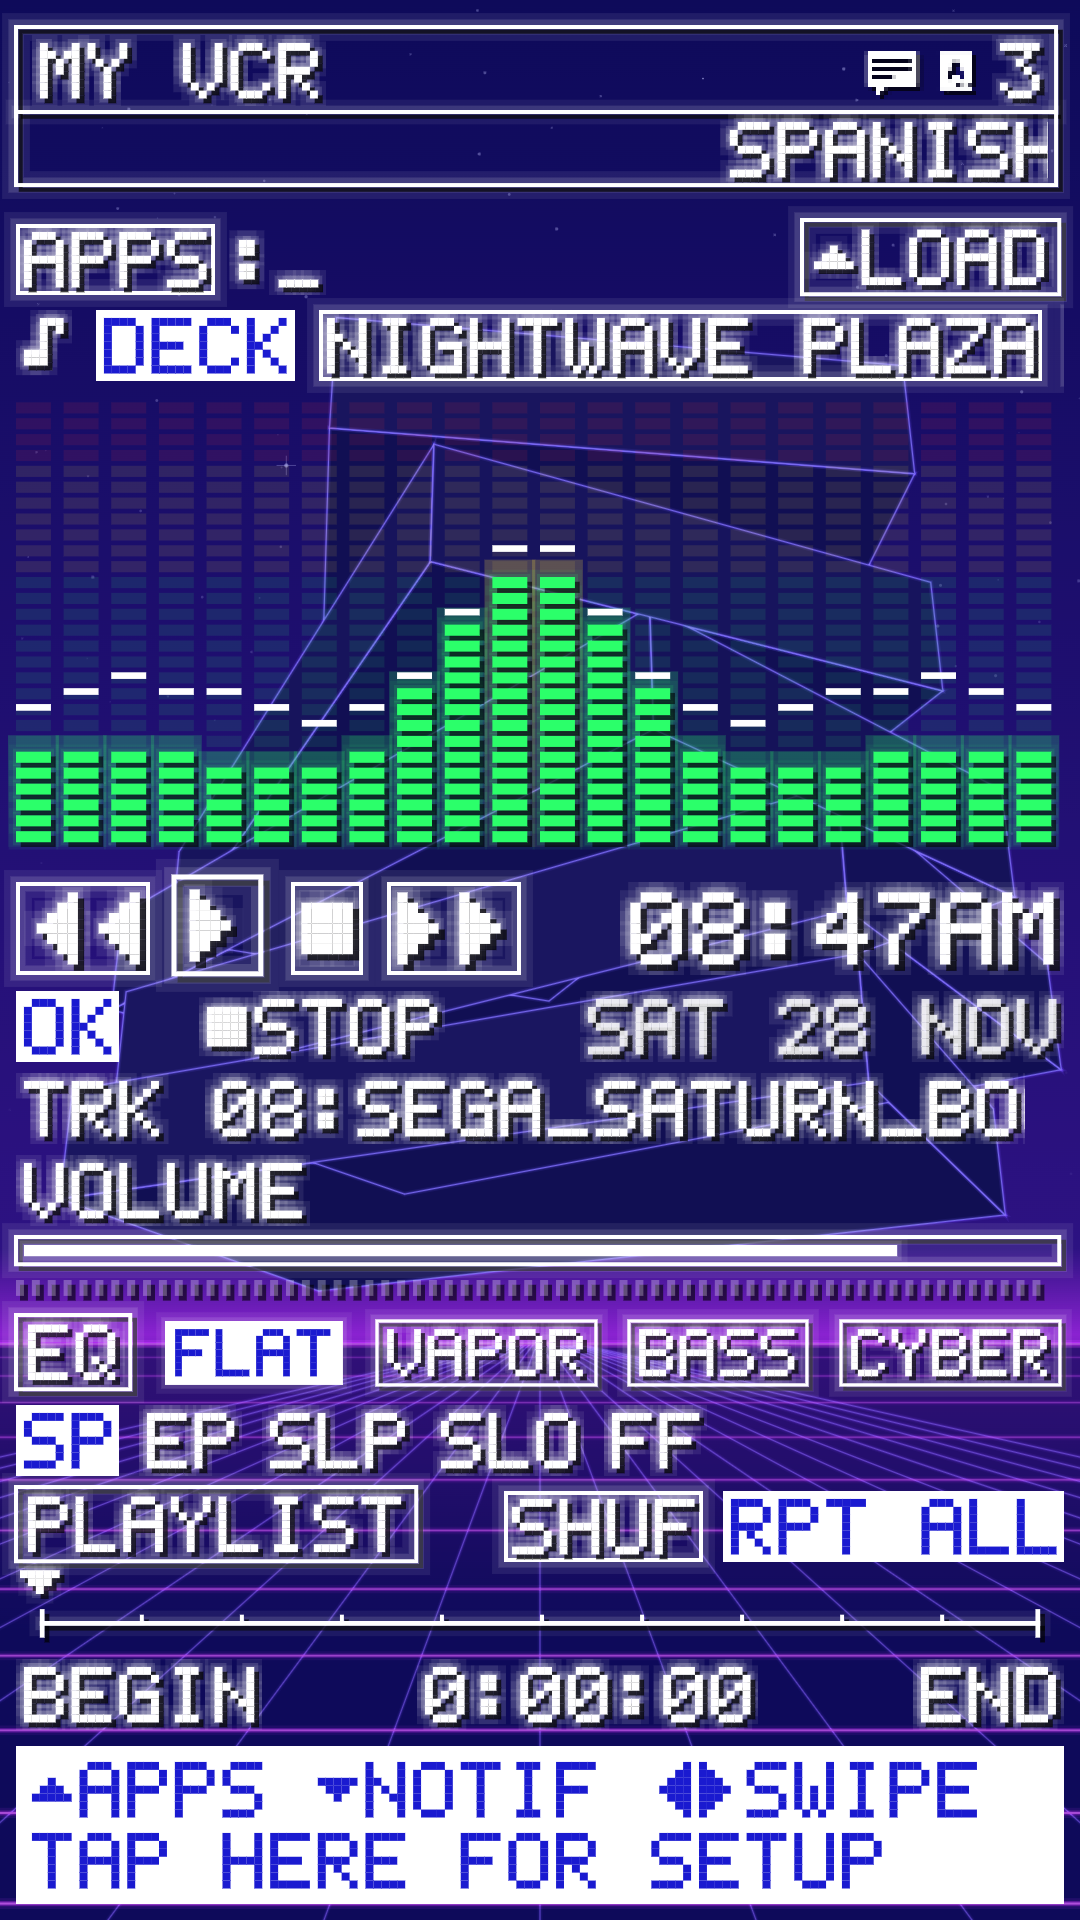 MY VCR 3
SPANISH
APPS:_ LOAD
DECK NIGHTWAVE PLAZA
08:47AM
OK STOP SAT 28 NOV
TRK 08:SEGA_SATURN_BO
VOLUME
EQ FLAT VAPOR BASS CYBER
SP EP SLP SLO FF
PLAYLIST SHUF RPT ALL
BEGIN 0:00:00 END
APPS NOTIF SWIPE
TAP HERE FOR SETUP